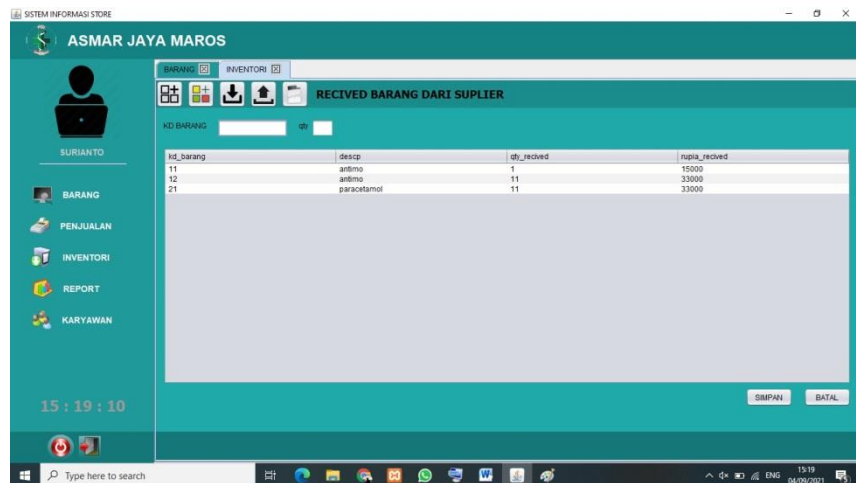 SISTEM INFORMASI STORE
ASMAR JAYA MAROS
BARANG INVENTORI
RECIVED BARANG DARI SUPLIER
KD BARANG qty
SURIANTO
kd_barang descp qty_recived rupia_recived
11 antimo 1 15000
12 antimo 11 33000
21 paracetamol 11 33000
BARANG
PENJUALAN
INVENTORI
REPORT
KARYAWAN
SIMPAN BATAL
15 : 19 : 10
Type here to search
ENG
15:19
04/09/2021